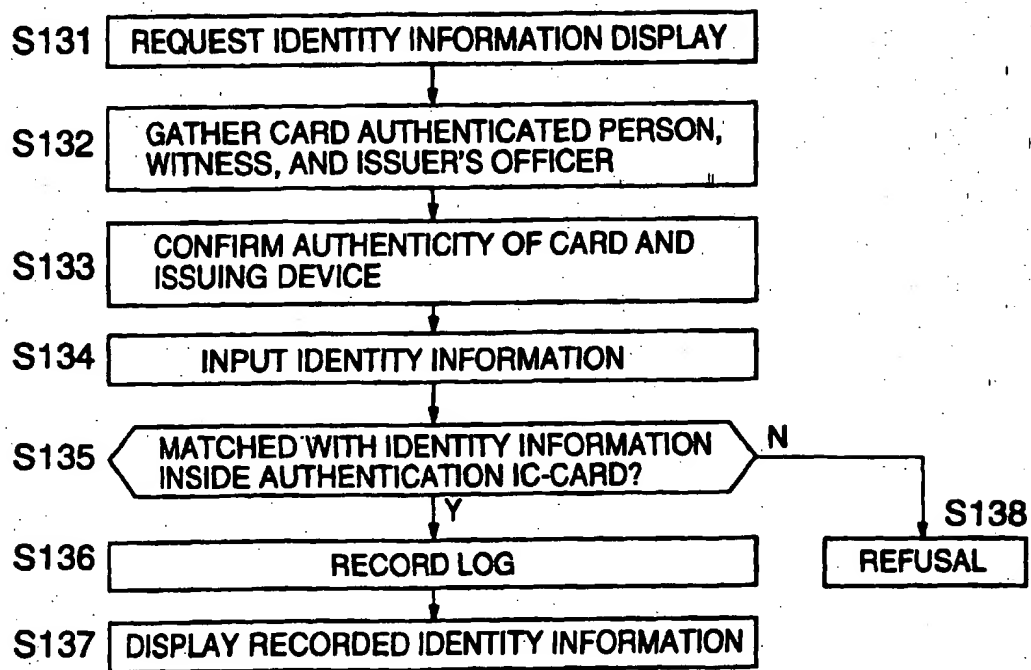 S131 REQUEST IDENTITY INFORMATION DISPLAY
S132 GATHER CARD AUTHENTICATED PERSON,
WITNESS, AND ISSUER'S OFFICER
S133 CONFIRM AUTHENTICITY OF CARD AND
ISSUING DEVICE
S134 INPUT IDENTITY INFORMATION
S135 MATCHED WITH IDENTITY INFORMATION
INSIDE AUTHENTICATION IC-CARD?
N
Y
S138
S136 RECORD LOG
REFUSAL
S137 DISPLAY RECORDED IDENTITY INFORMATION